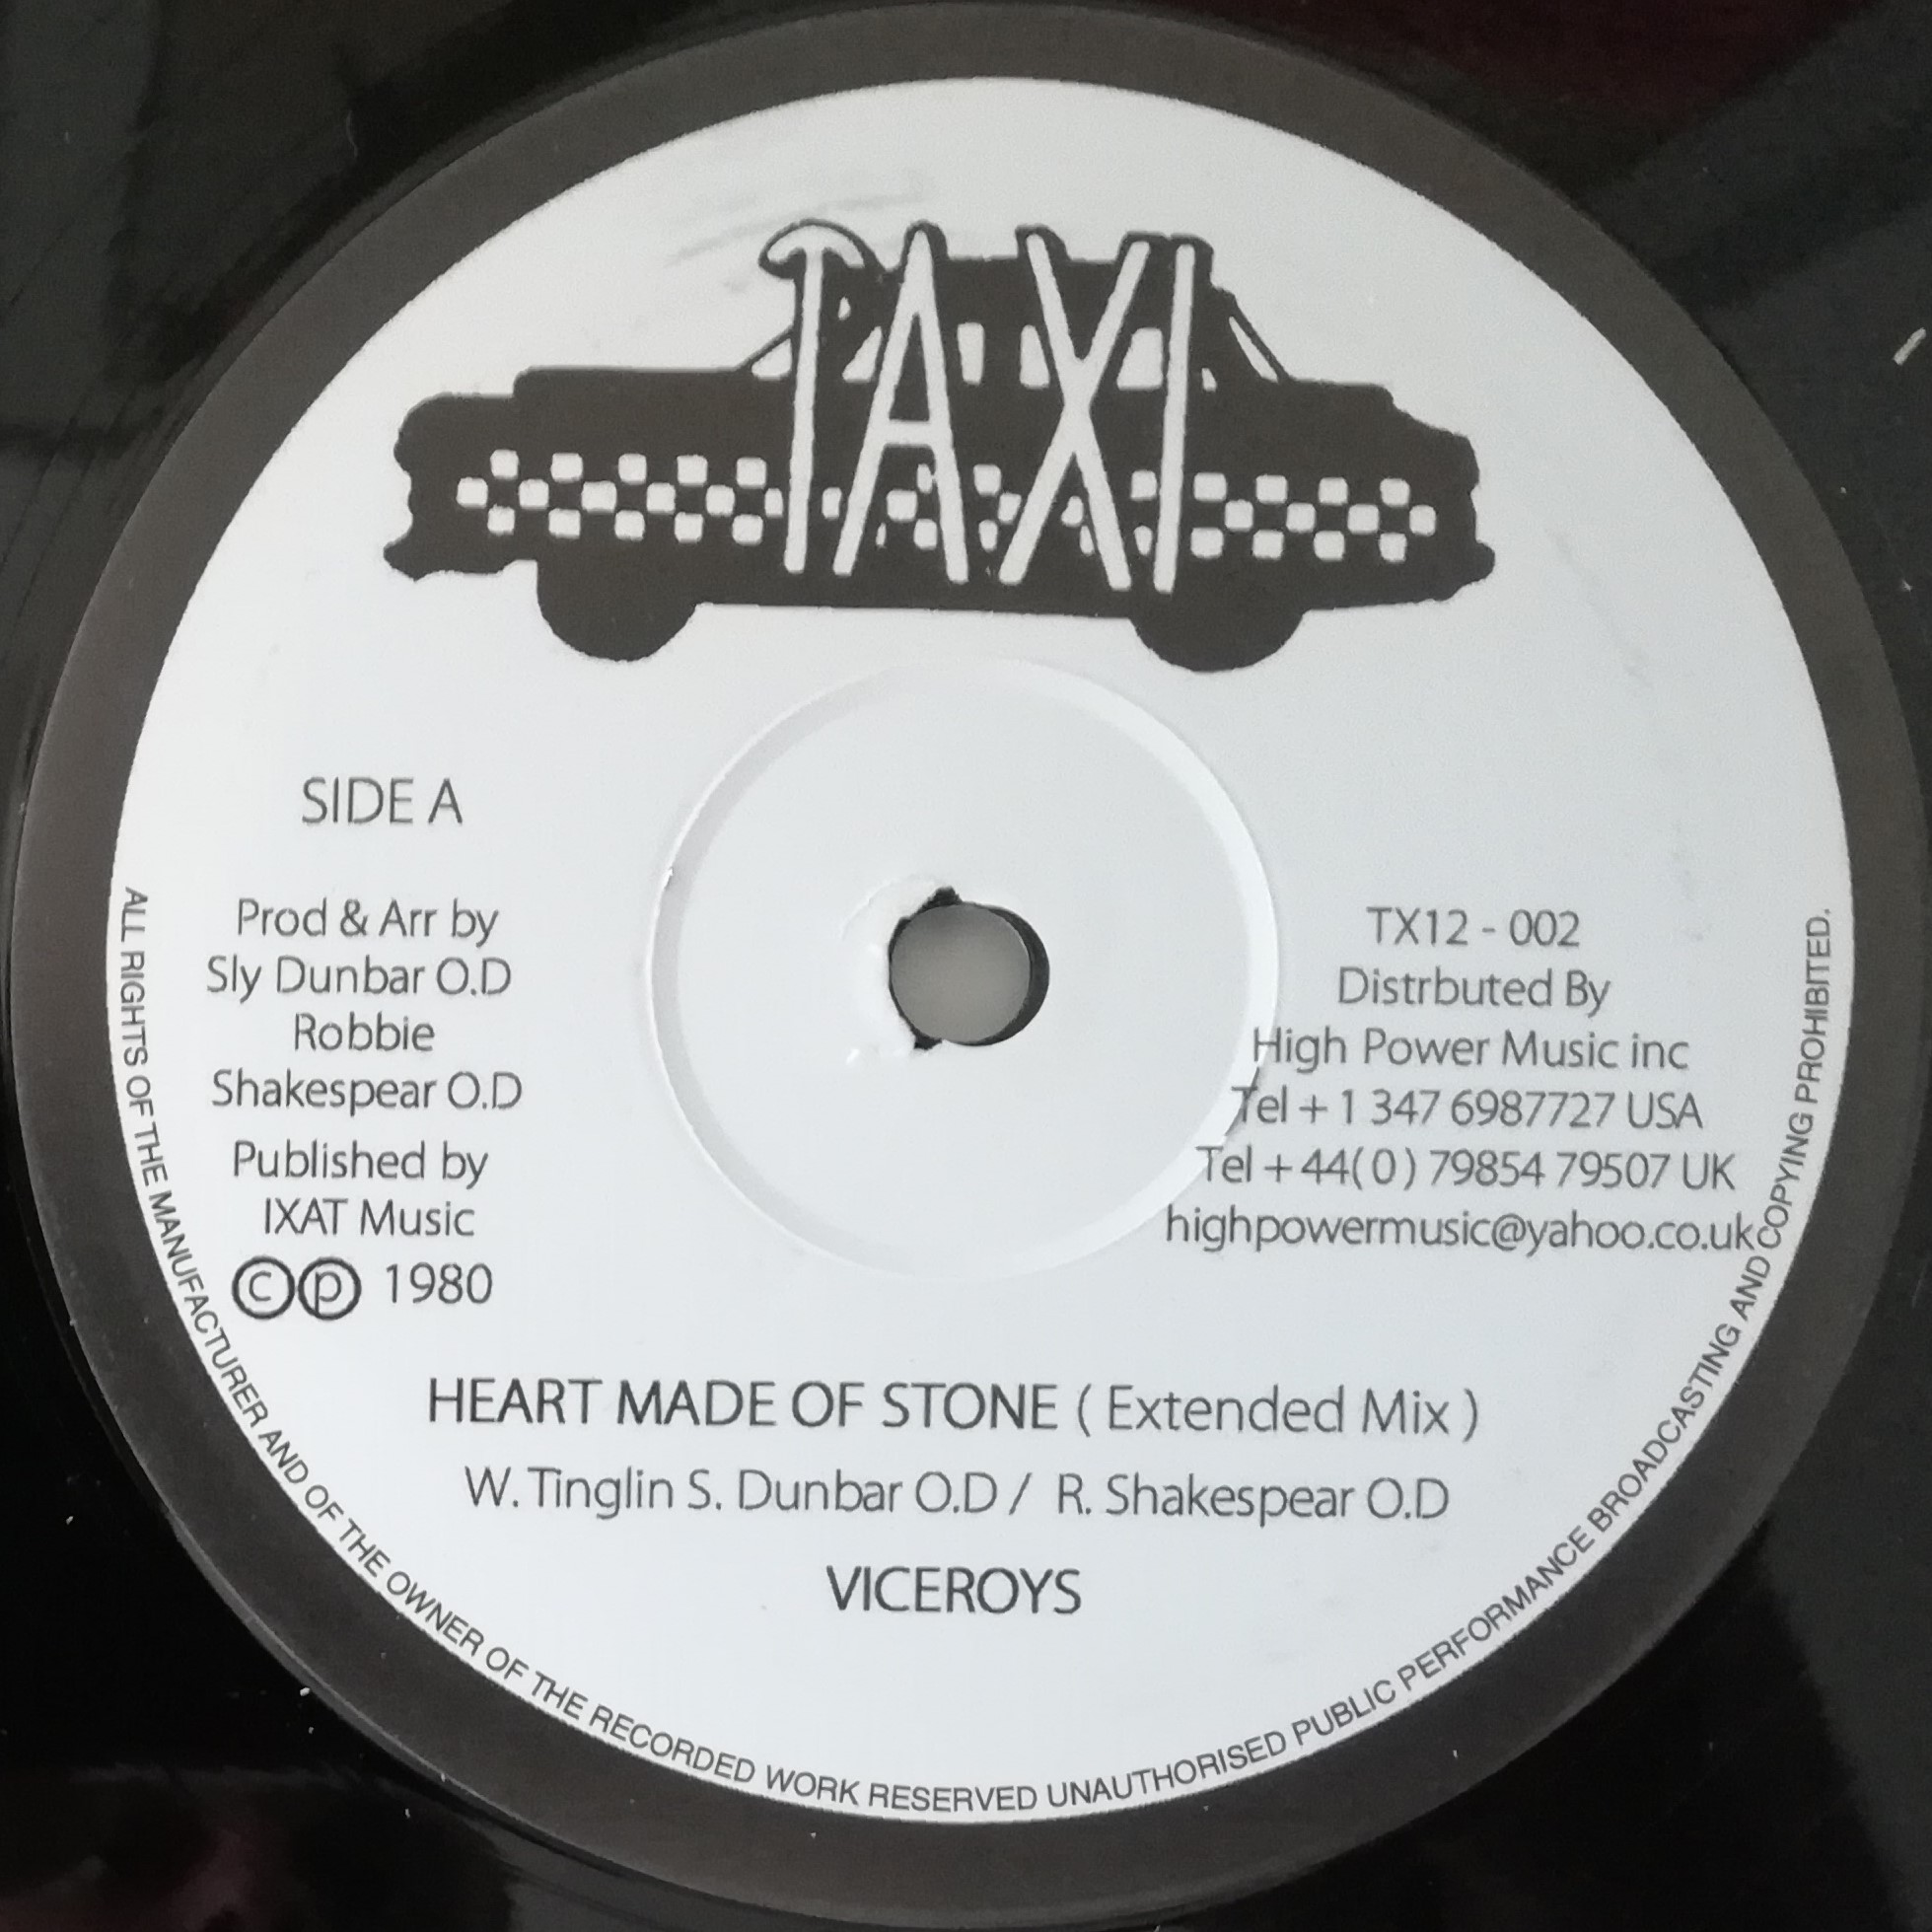 TAXI
SIDE A
Prod & Arr by
Sly Dunbar O.D
Robbie
Shakespear O.D
Published by
IXAT Music
©℗ 1980
TX12 - 002
Distrbuted By
High Power Music inc
Tel + 1 347 6987727 USA
Tel + 44(0) 79854 79507 UK
highpowermusic@yahoo.co.uk
HEART MADE OF STONE ( Extended Mix )
W. Tinglin S. Dunbar O.D / R. Shakespear O.D
VICEROYS
ALL RIGHTS OF THE MANUFACTURER AND OF THE OWNER OF THE RECORDED WORK RESERVED UNAUTHORISED PUBLIC PERFORMANCE BROADCASTING AND COPYING PROHIBITED.